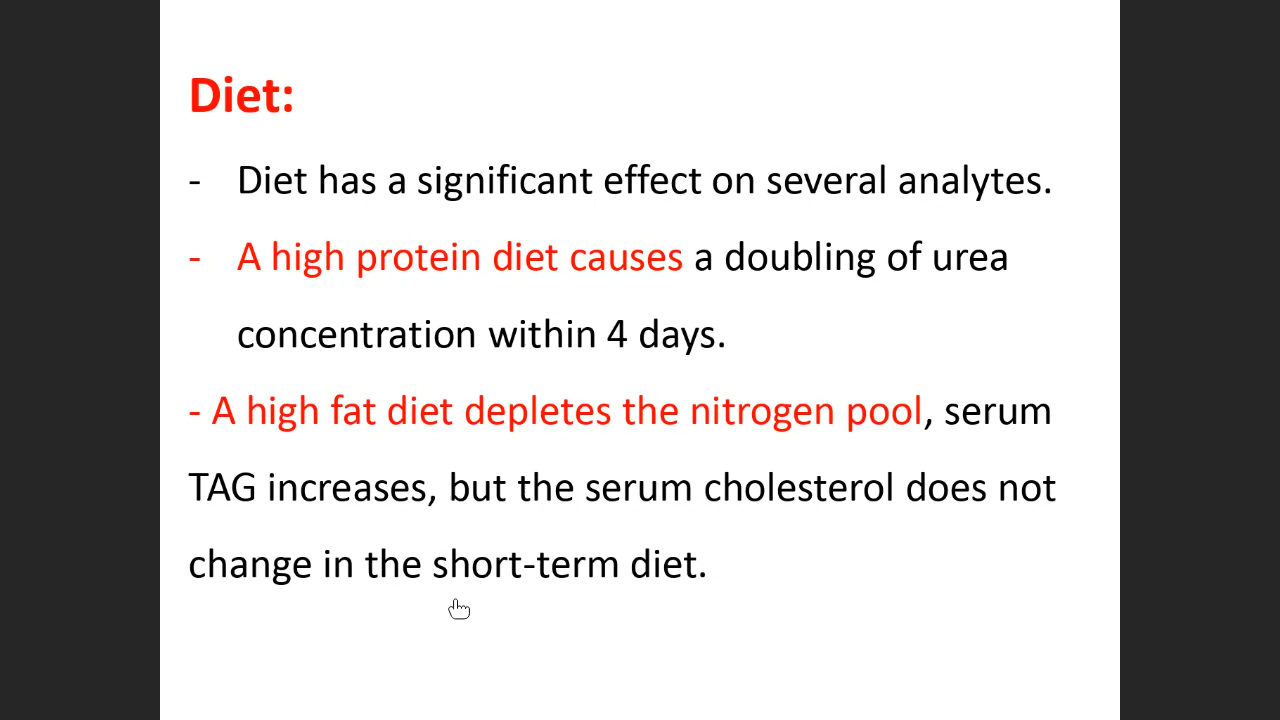 Diet:
- Diet has a significant effect on several analytes.
- A high protein diet causes a doubling of urea
concentration within 4 days.
- A high fat diet depletes the nitrogen pool, serum
TAG increases, but the serum cholesterol does not
change in the short-term diet.